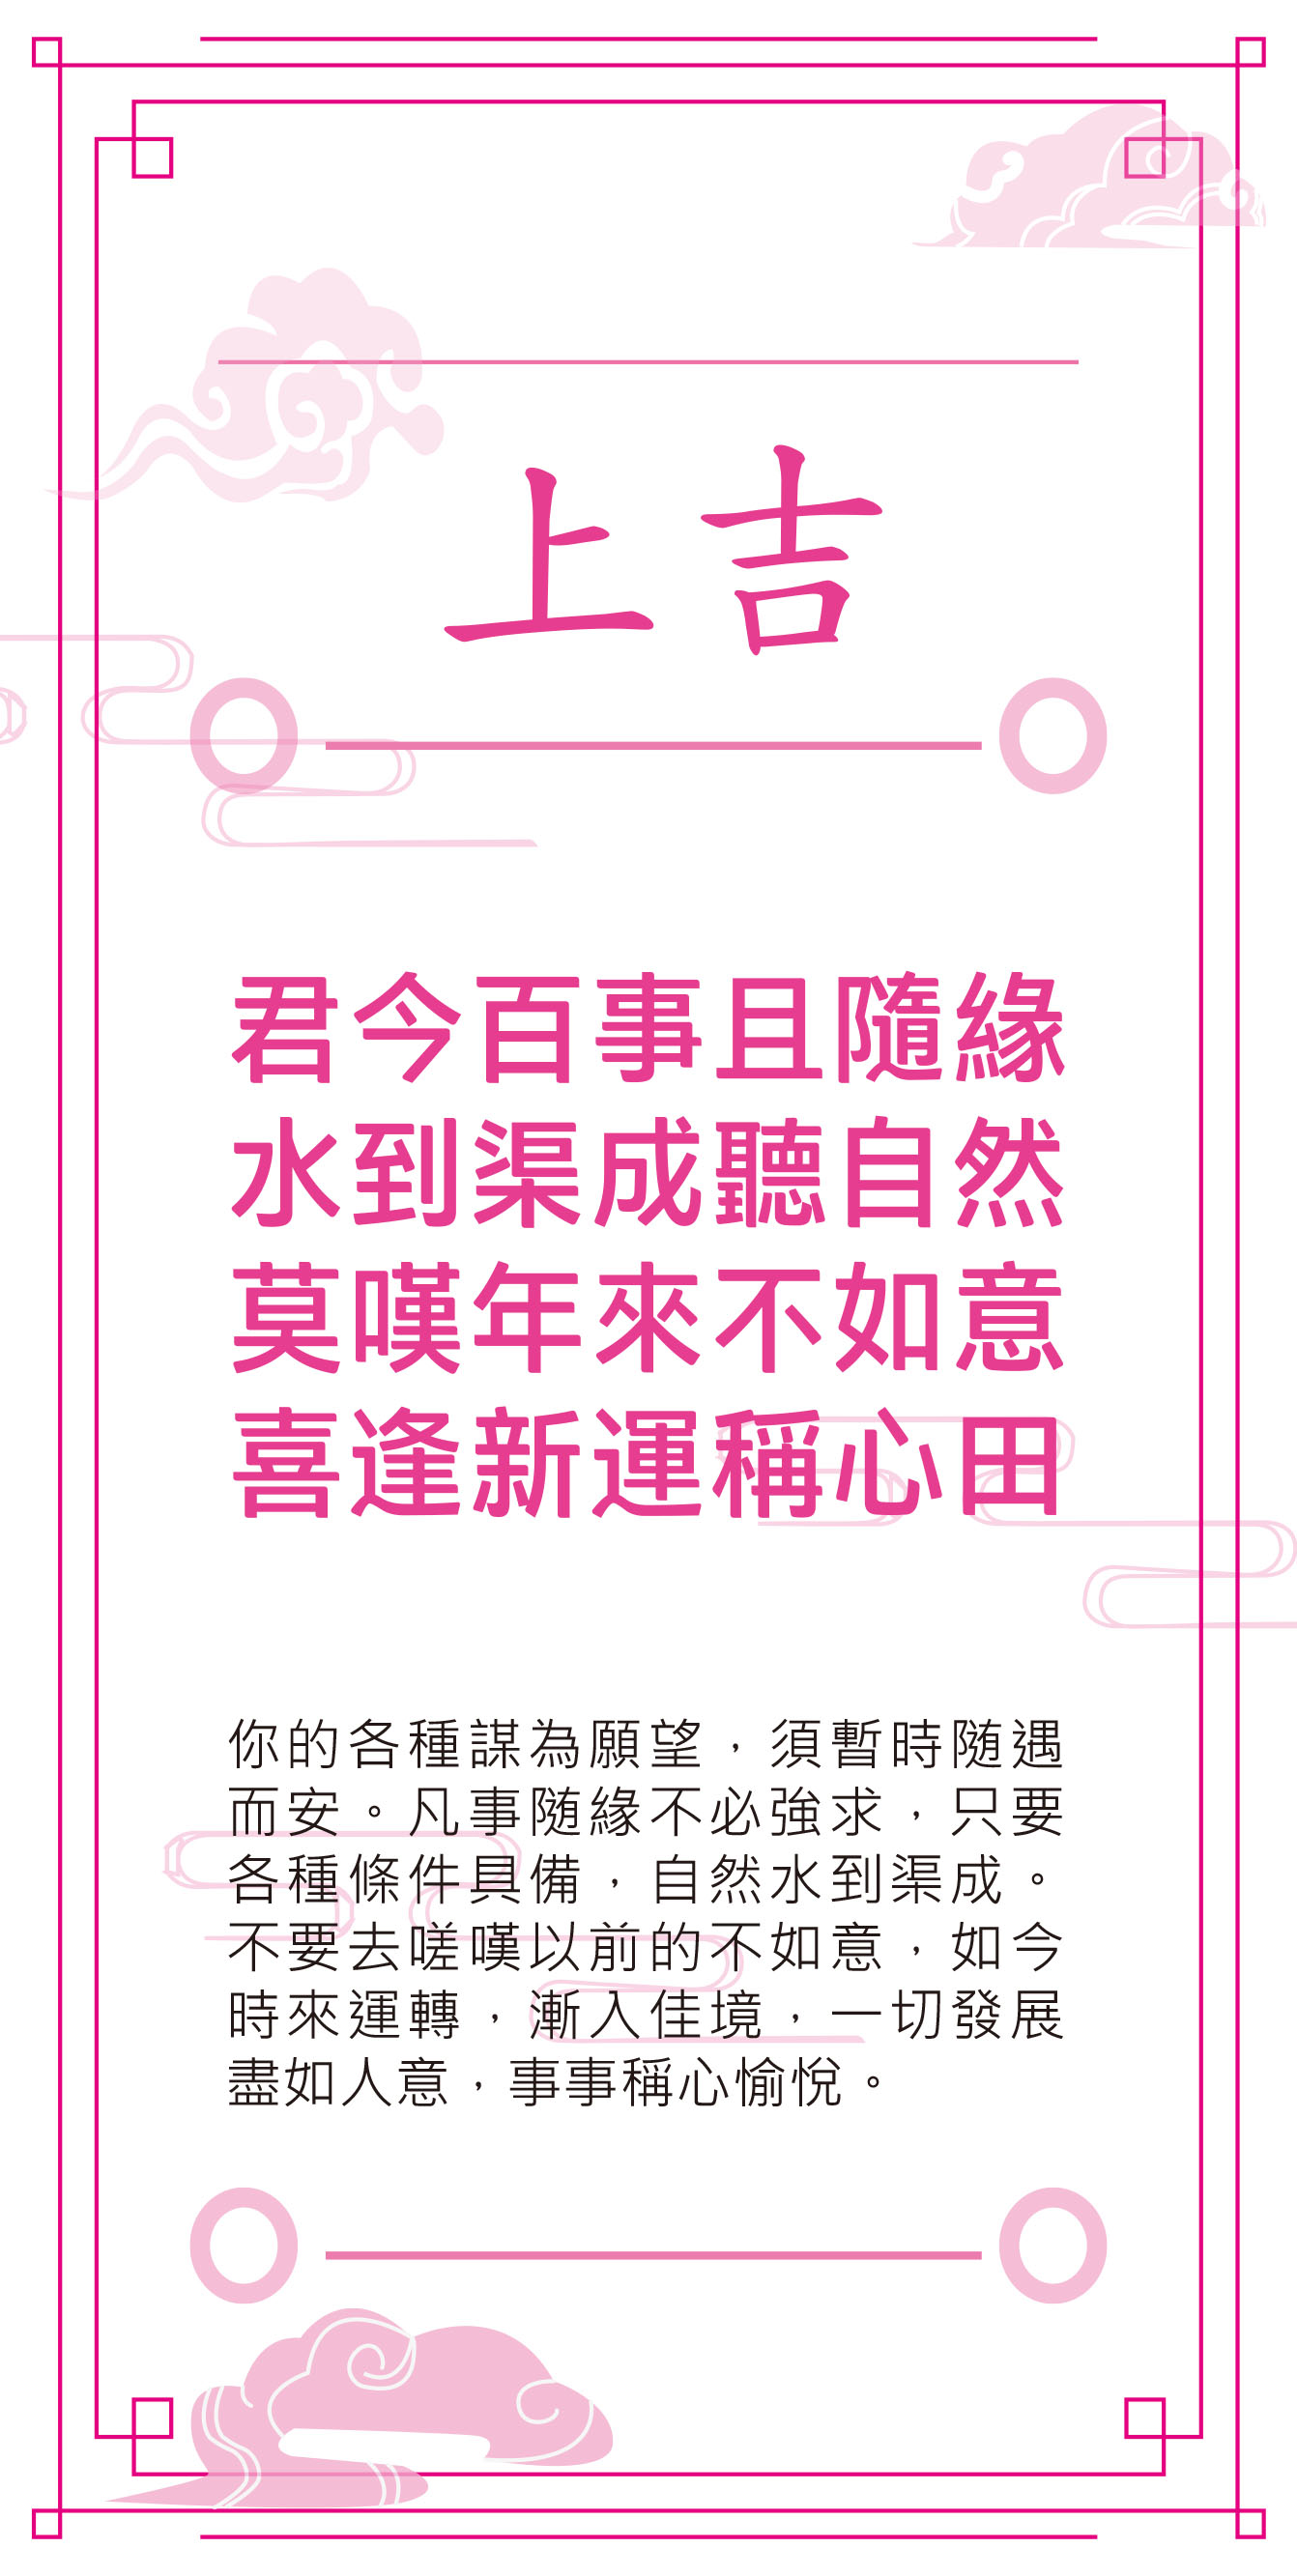 上吉
君今百事且隨緣
水到渠成聽自然
莫嘆年來不如意
喜逢新運稱心田
你的各種謀為願望，須暫時随遇
而安。凡事随緣不必強求，只要
各種條件具備，自然水到渠成。
不要去嗟嘆以前的不如意，如今
時來運轉，漸入佳境，一切發展
盡如人意，事事稱心愉悅。